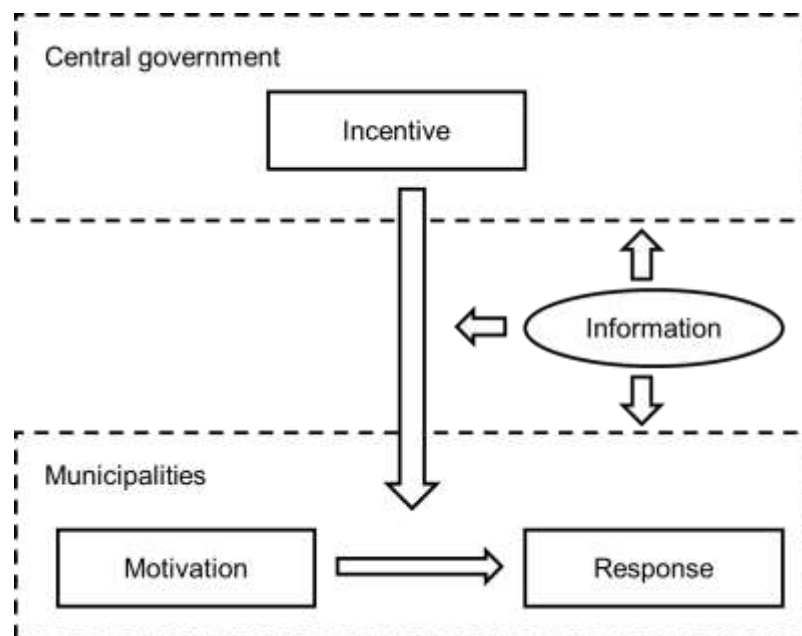 Central government
Incentive
Information
Municipalities
Motivation
Response